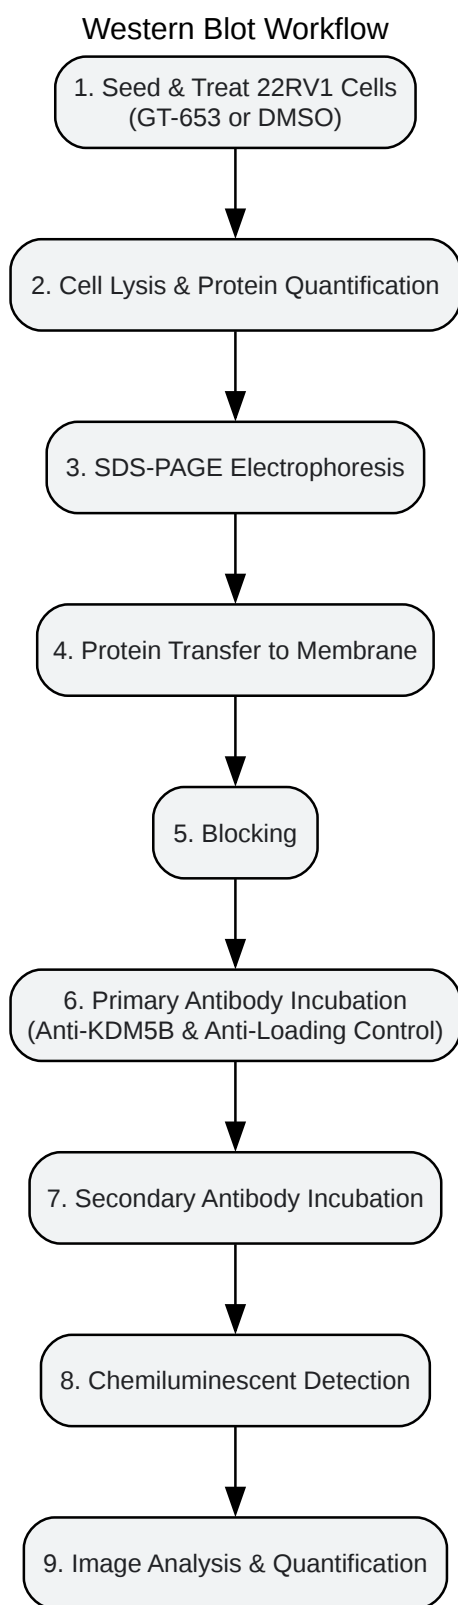 Western Blot Workflow
1. Seed & Treat 22RV1 Cells
(GT-653 or DMSO)
2. Cell Lysis & Protein Quantification
3. SDS-PAGE Electrophoresis
4. Protein Transfer to Membrane
5. Blocking
6. Primary Antibody Incubation
(Anti-KDM5B & Anti-Loading Control)
7. Secondary Antibody Incubation
8. Chemiluminescent Detection
9. Image Analysis & Quantification